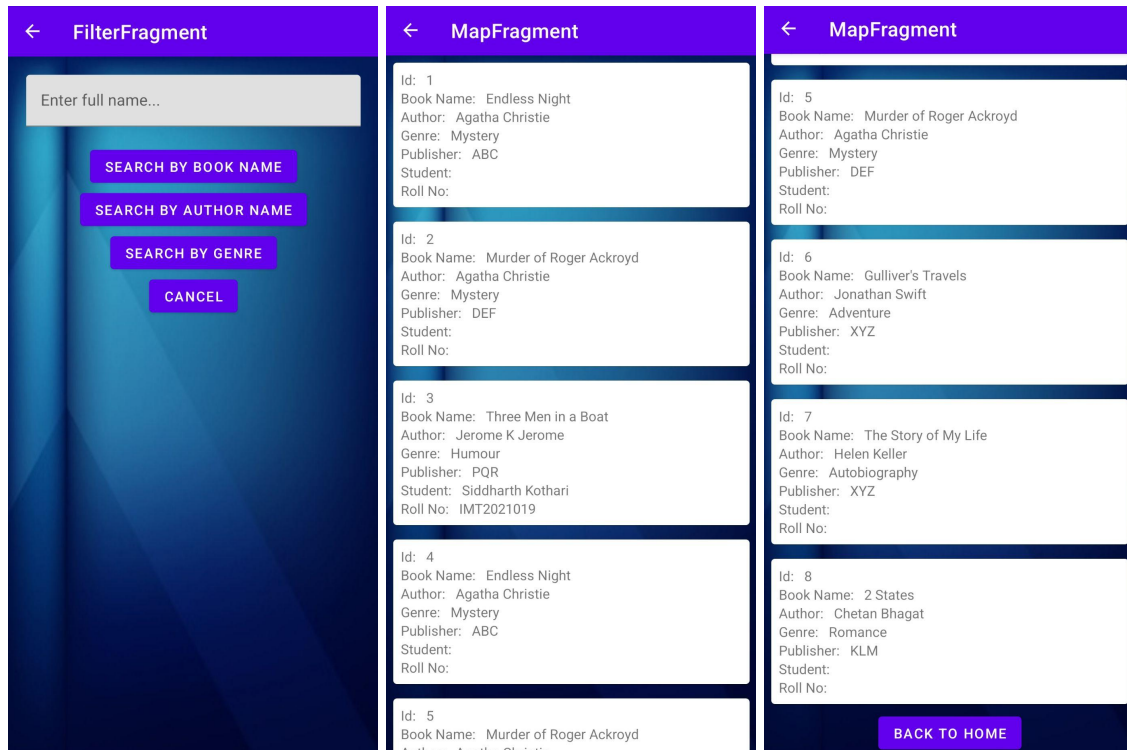 FilterFragment
Enter full name...
SEARCH BY BOOK NAME
SEARCH BY AUTHOR NAME
SEARCH BY GENRE
CANCEL
MapFragment
Id: 1
Book Name: Endless Night
Author: Agatha Christie
Genre: Mystery
Publisher: ABC
Student:
Roll No:
Id: 2
Book Name: Murder of Roger Ackroyd
Author: Agatha Christie
Genre: Mystery
Publisher: DEF
Student:
Roll No:
Id: 3
Book Name: Three Men in a Boat
Author: Jerome K Jerome
Genre: Humour
Publisher: PQR
Student: Siddharth Kothari
Roll No: IMT2021019
Id: 4
Book Name: Endless Night
Author: Agatha Christie
Genre: Mystery
Publisher: ABC
Student:
Roll No:
Id: 5
Book Name: Murder of Roger Ackroyd
MapFragment
Id: 5
Book Name: Murder of Roger Ackroyd
Author: Agatha Christie
Genre: Mystery
Publisher: DEF
Student:
Roll No:
Id: 6
Book Name: Gulliver's Travels
Author: Jonathan Swift
Genre: Adventure
Publisher: XYZ
Student:
Roll No:
Id: 7
Book Name: The Story of My Life
Author: Helen Keller
Genre: Autobiography
Publisher: XYZ
Student:
Roll No:
Id: 8
Book Name: 2 States
Author: Chetan Bhagat
Genre: Romance
Publisher: KLM
Student:
Roll No:
BACK TO HOME